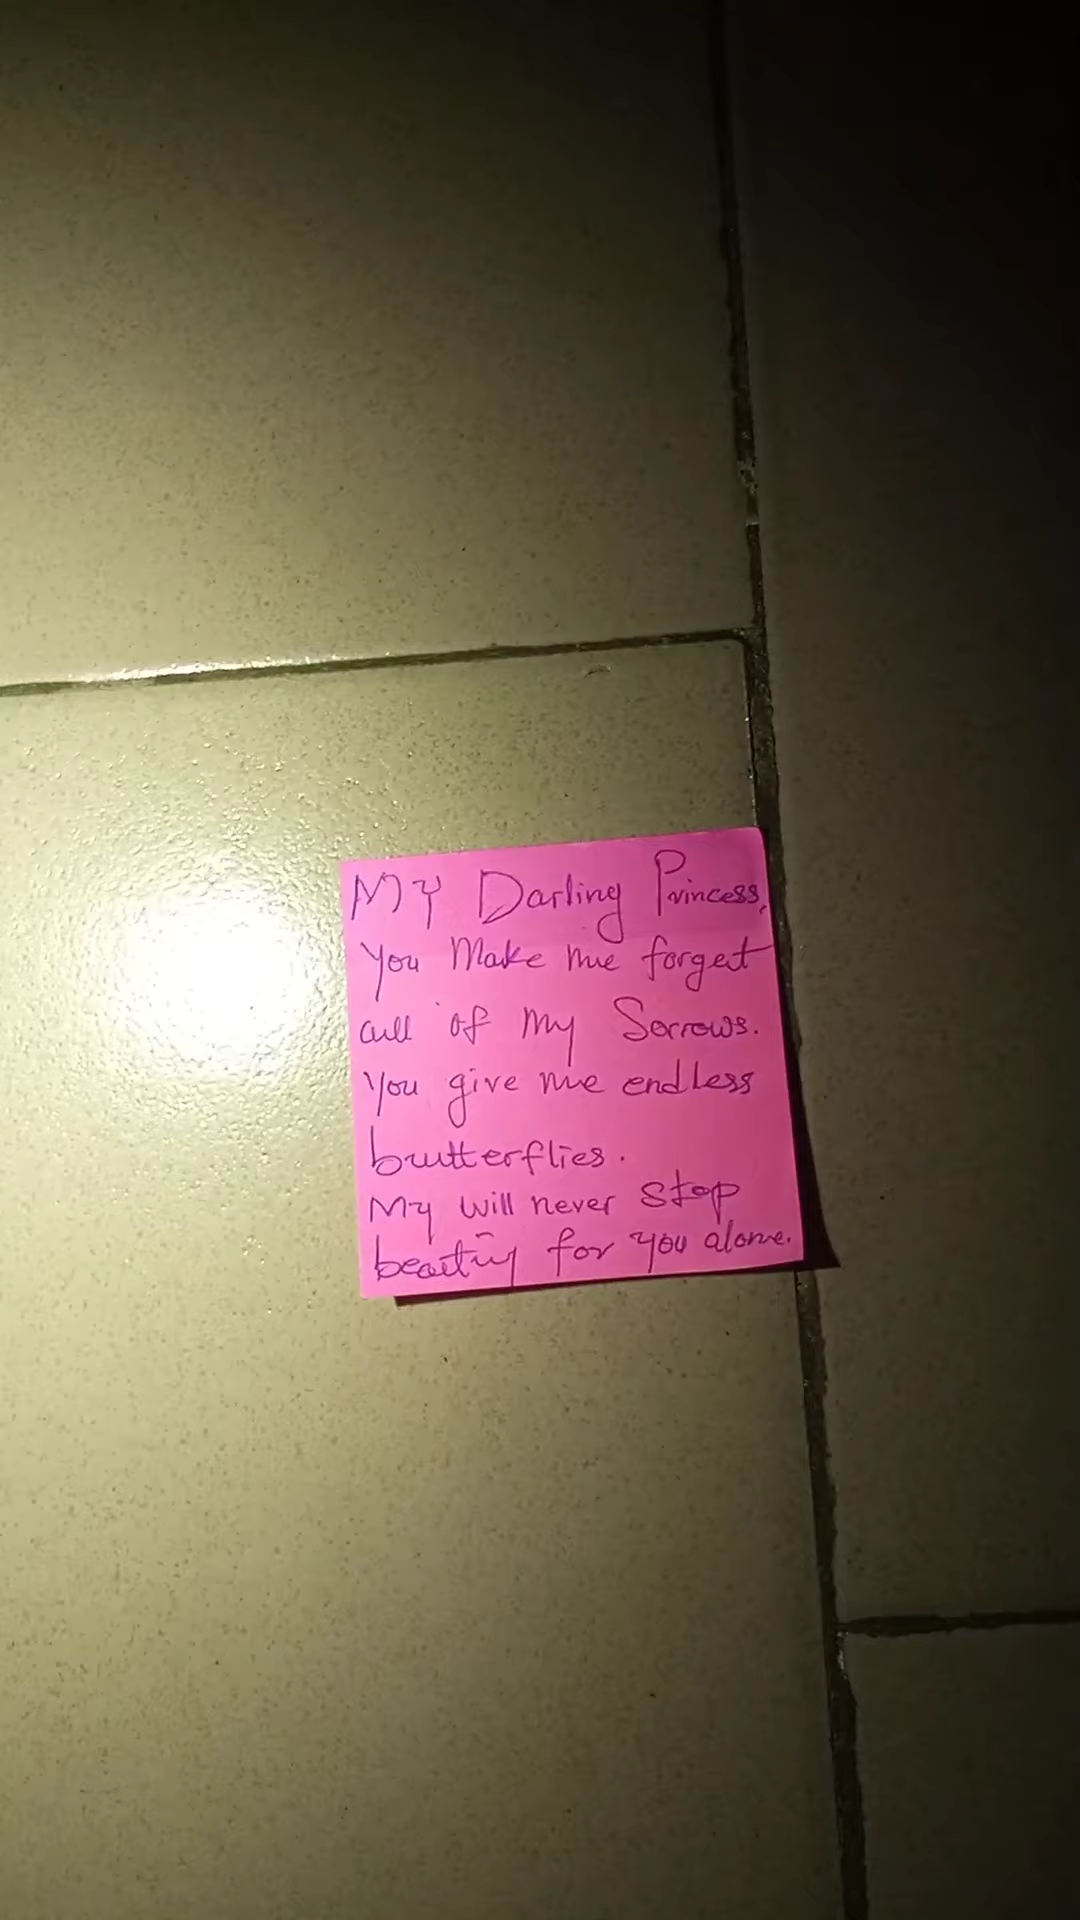 My Darling Princess,
you Make me forget
all of my Sorrows.
you give me endless
butterflies.
My will never stop
beating for you alone.